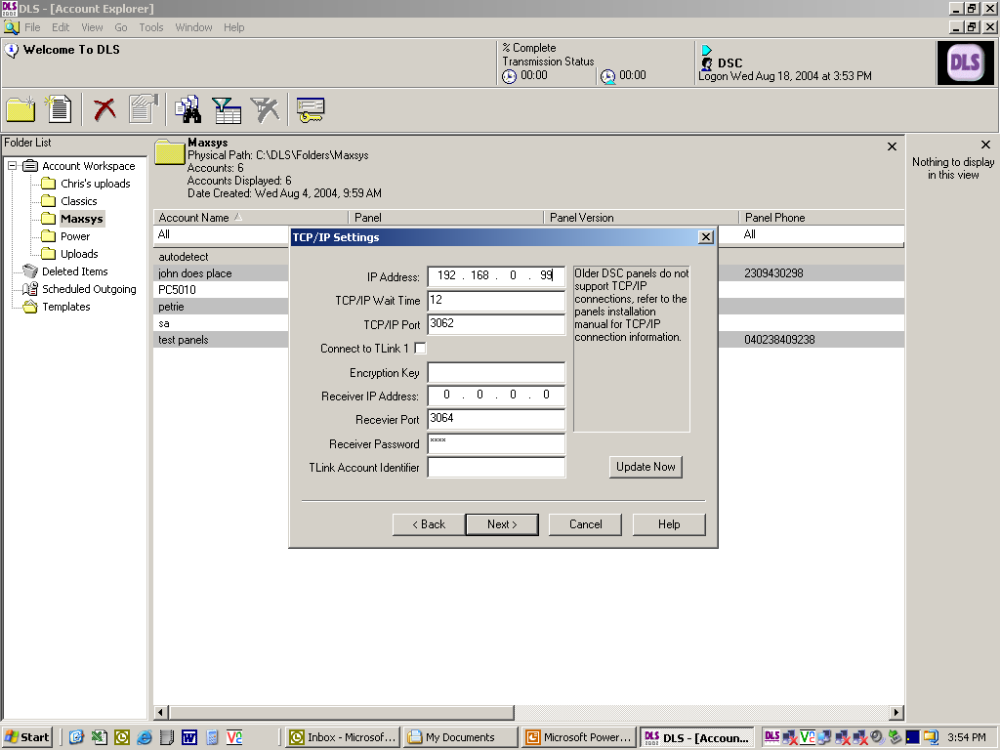 DLS - [Account Explorer]
File Edit View Go Tools Window Help
Welcome To DLS
% Complete
Transmission Status
00:00 00:00
DSC
Logon Wed Aug 18, 2004 at 3:53 PM
DLS
Folder List
Account Workspace
Chris's uploads
Classics
Maxsys
Power
Uploads
Deleted Items
Scheduled Outgoing
Templates
Maxsys
Physical Path: C:\DLS\Folders\Maxsys
Accounts: 6
Accounts Displayed: 6
Date Created: Wed Aug 4, 2004, 9:59 AM
Nothing to display
in this view
Account Name Panel Panel Version Panel Phone
All All
autodetect
john does place 2309430298
PC5010
petrie
sa
test panels 040238409238
TCP/IP Settings
IP Address: 192 . 168 . 0 . 99
TCP/IP Wait Time 12
TCP/IP Port 3062
Connect to TLink 1
Encryption Key
Receiver IP Address: 0 . 0 . 0 . 0
Recevier Port 3064
Receiver Password ****
TLink Account Identifier
Older DSC panels do not
support TCP/IP
connections, refer to the
panels installation
manual for TCP/IP
connection information.
Update Now
< Back Next > Cancel Help
Start Inbox - Microsof... My Documents Microsoft Power... DLS - [Accoun... 3:54 PM